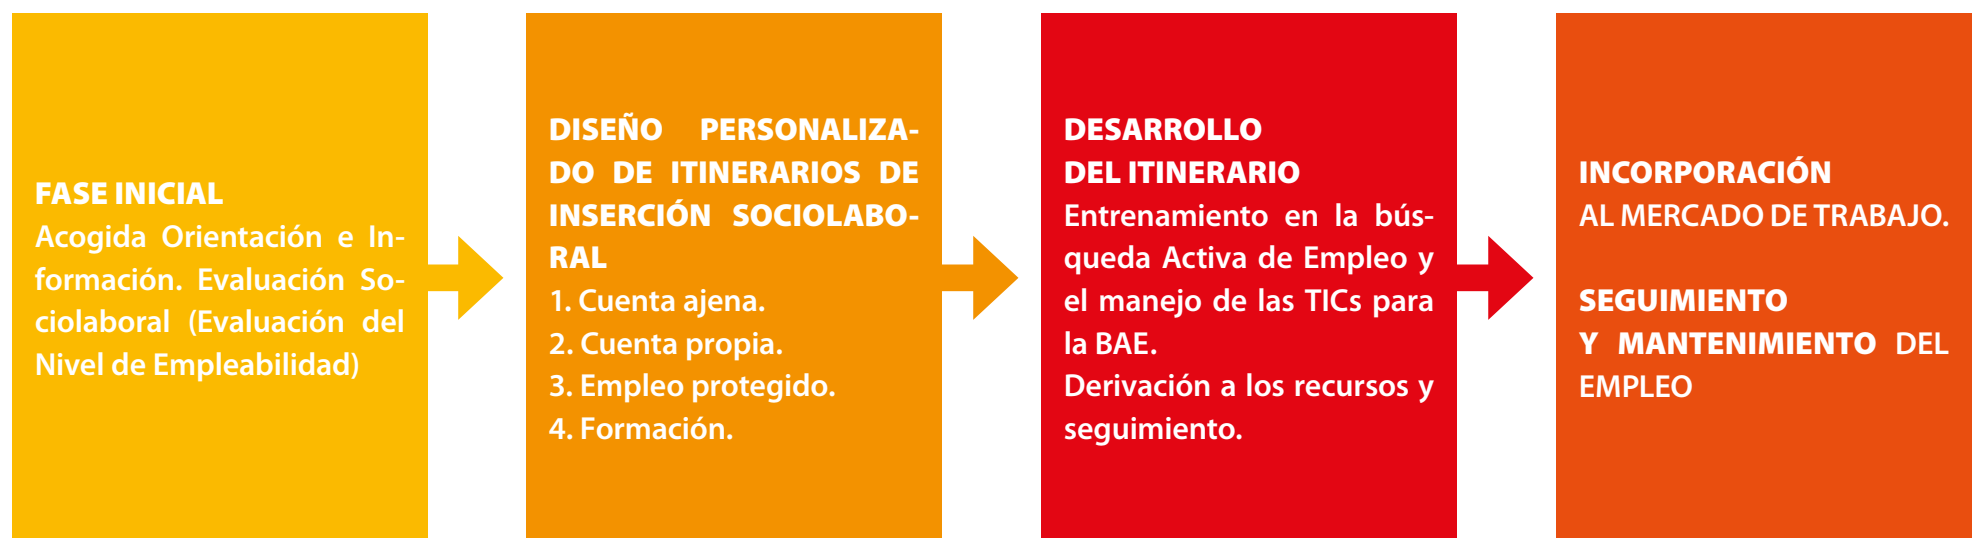 FASE INICIAL
Acogida Orientación e In-
formación. Evaluación So-
ciolaboral (Evaluación del
Nivel de Empleabilidad)
DISEÑO PERSONALIZA-
DO DE ITINERARIOS DE
INSERCIÓN SOCIOLABO-
RAL
1. Cuenta ajena.
2. Cuenta propia.
3. Empleo protegido.
4. Formación.
DESARROLLO
DEL ITINERARIO
Entrenamiento en la bús-
queda Activa de Empleo y
el manejo de las TICs para
la BAE.
Derivación a los recursos y
seguimiento.
INCORPORACIÓN
AL MERCADO DE TRABAJO.
SEGUIMIENTO
Y MANTENIMIENTO DEL
EMPLEO